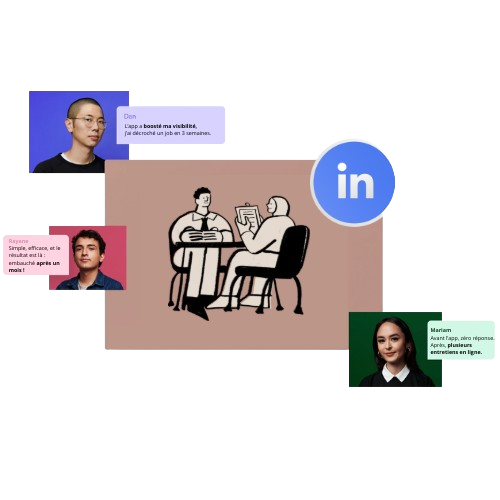 Dan
L'app a boosté ma visibilité,
j'ai décroché un job en 3 semaines.
in
Rayane
Simple, efficace, et le
résultat est là :
embauché après un
mois !
Mariam
Avant l'app, zéro réponse.
Après, plusieurs
entretiens en ligne.